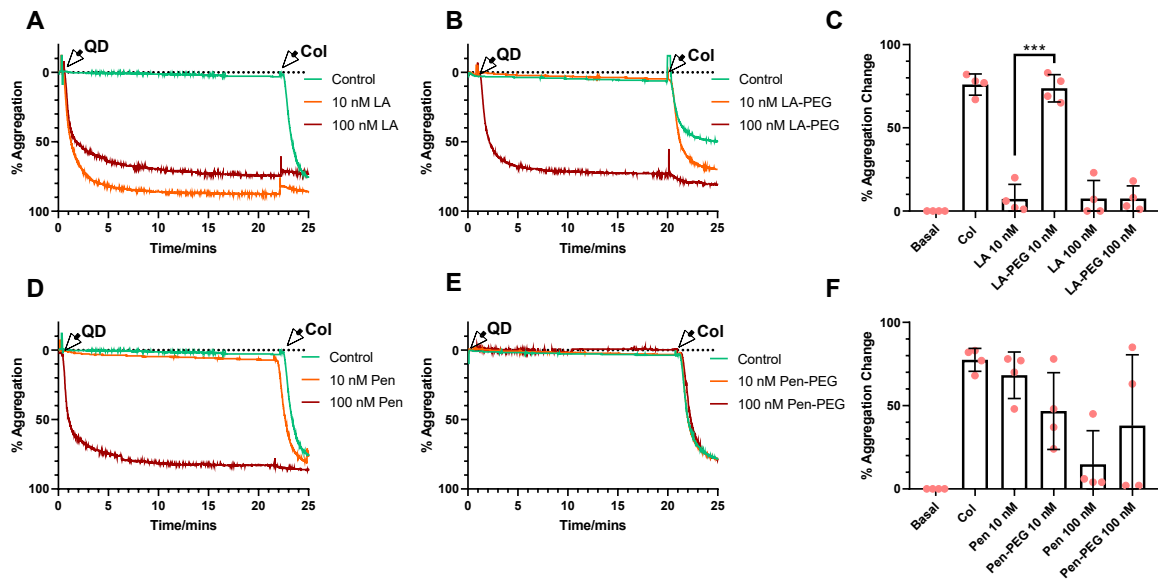 A
QD
Col
0
50
100
% Aggregation
0 5 10 15 20 25
Time/mins
Control
10 nM LA
100 nM LA
B
QD
Col
0
50
100
% Aggregation
0 5 10 15 20 25
Time/mins
Control
10 nM LA-PEG
100 nM LA-PEG
C
***
100
50
0
% Aggregation Change
Basal
Col
LA 10 nM
LA-PEG 10 nM
LA 100 nM
LA-PEG 100 nM
D
QD
Col
0
50
100
% Aggregation
0 5 10 15 20 25
Time/mins
Control
10 nM Pen
100 nM Pen
E
QD
Col
0
50
100
% Aggregation
0 5 10 15 20 25
Time/mins
Control
10 nM Pen-PEG
100 nM Pen-PEG
F
100
50
0
% Aggregation Change
Basal
Col
Pen 10 nM
Pen-PEG 10 nM
Pen 100 nM
Pen-PEG 100 nM